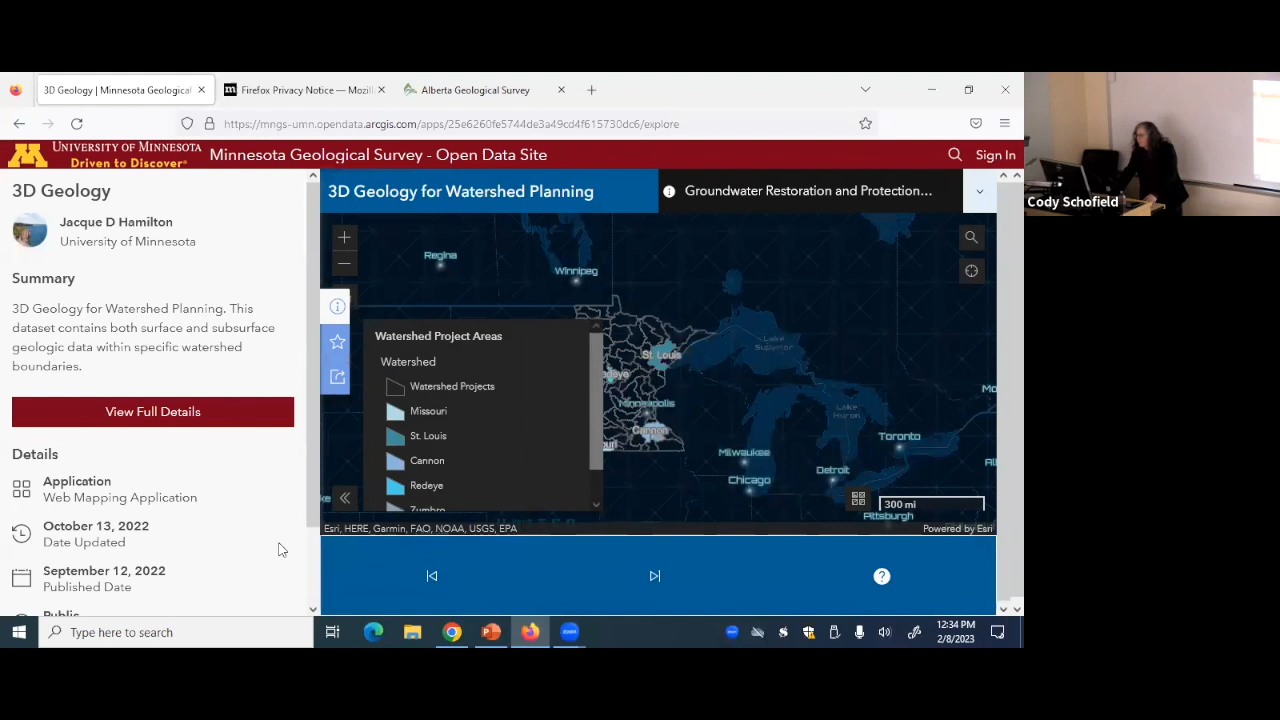 3D Geology | Minnesota Geological
Firefox Privacy Notice — Mozil
Alberta Geological Survey
https://mngs-umn.opendata.arcgis.com/apps/25e6260fe5744de3a49cd4f615730dc6/explore
UNIVERSITY OF MINNESOTA
Driven to Discover®
Minnesota Geological Survey - Open Data Site
Sign In
3D Geology
Jacque D Hamilton
University of Minnesota
Summary
3D Geology for Watershed Planning. This
dataset contains both surface and subsurface
geologic data within specific watershed
boundaries.
View Full Details
Details
Application
Web Mapping Application
October 13, 2022
Date Updated
September 12, 2022
Published Date
Public
3D Geology for Watershed Planning
Groundwater Restoration and Protection...
Regina
Winnipeg
Watershed Project Areas
Watershed
Watershed Projects
Missouri
St. Louis
Cannon
Redeye
Zumbro
St. Louis
Minneapolis
Cannon
Lake
Superior
Lake
Huron
Milwaukee
Chicago
Detroit
Toronto
Pittsburgh
300 mi
Esri, HERE, Garmin, FAO, NOAA, USGS, EPA
Powered by Esri
Type here to search
12:34 PM
2/8/2023
Cody Schofield